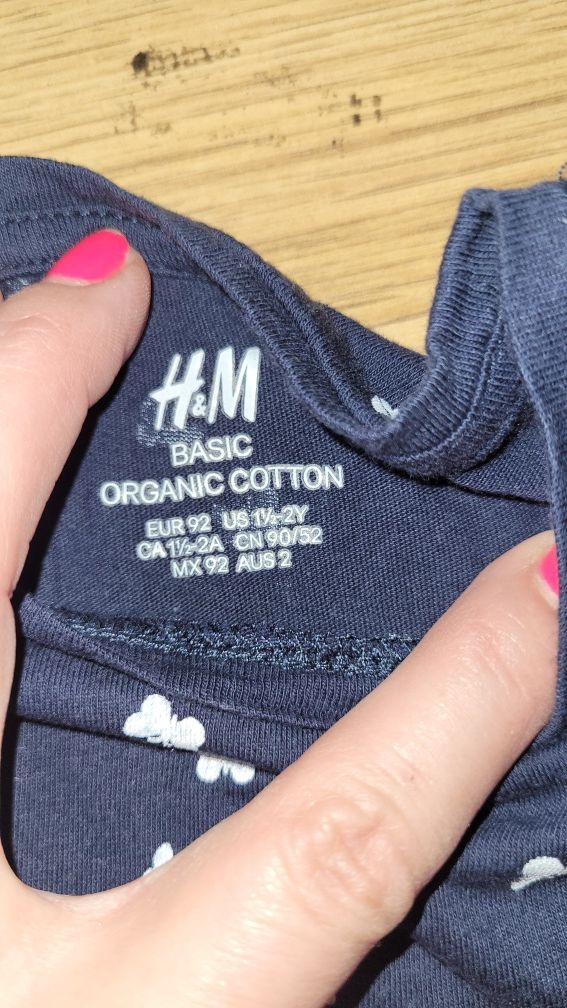 H&M
BASIC
ORGANIC COTTON
EUR 92 US 1½-2Y
CA 1½-2A CN 90/52
MX 92 AUS 2